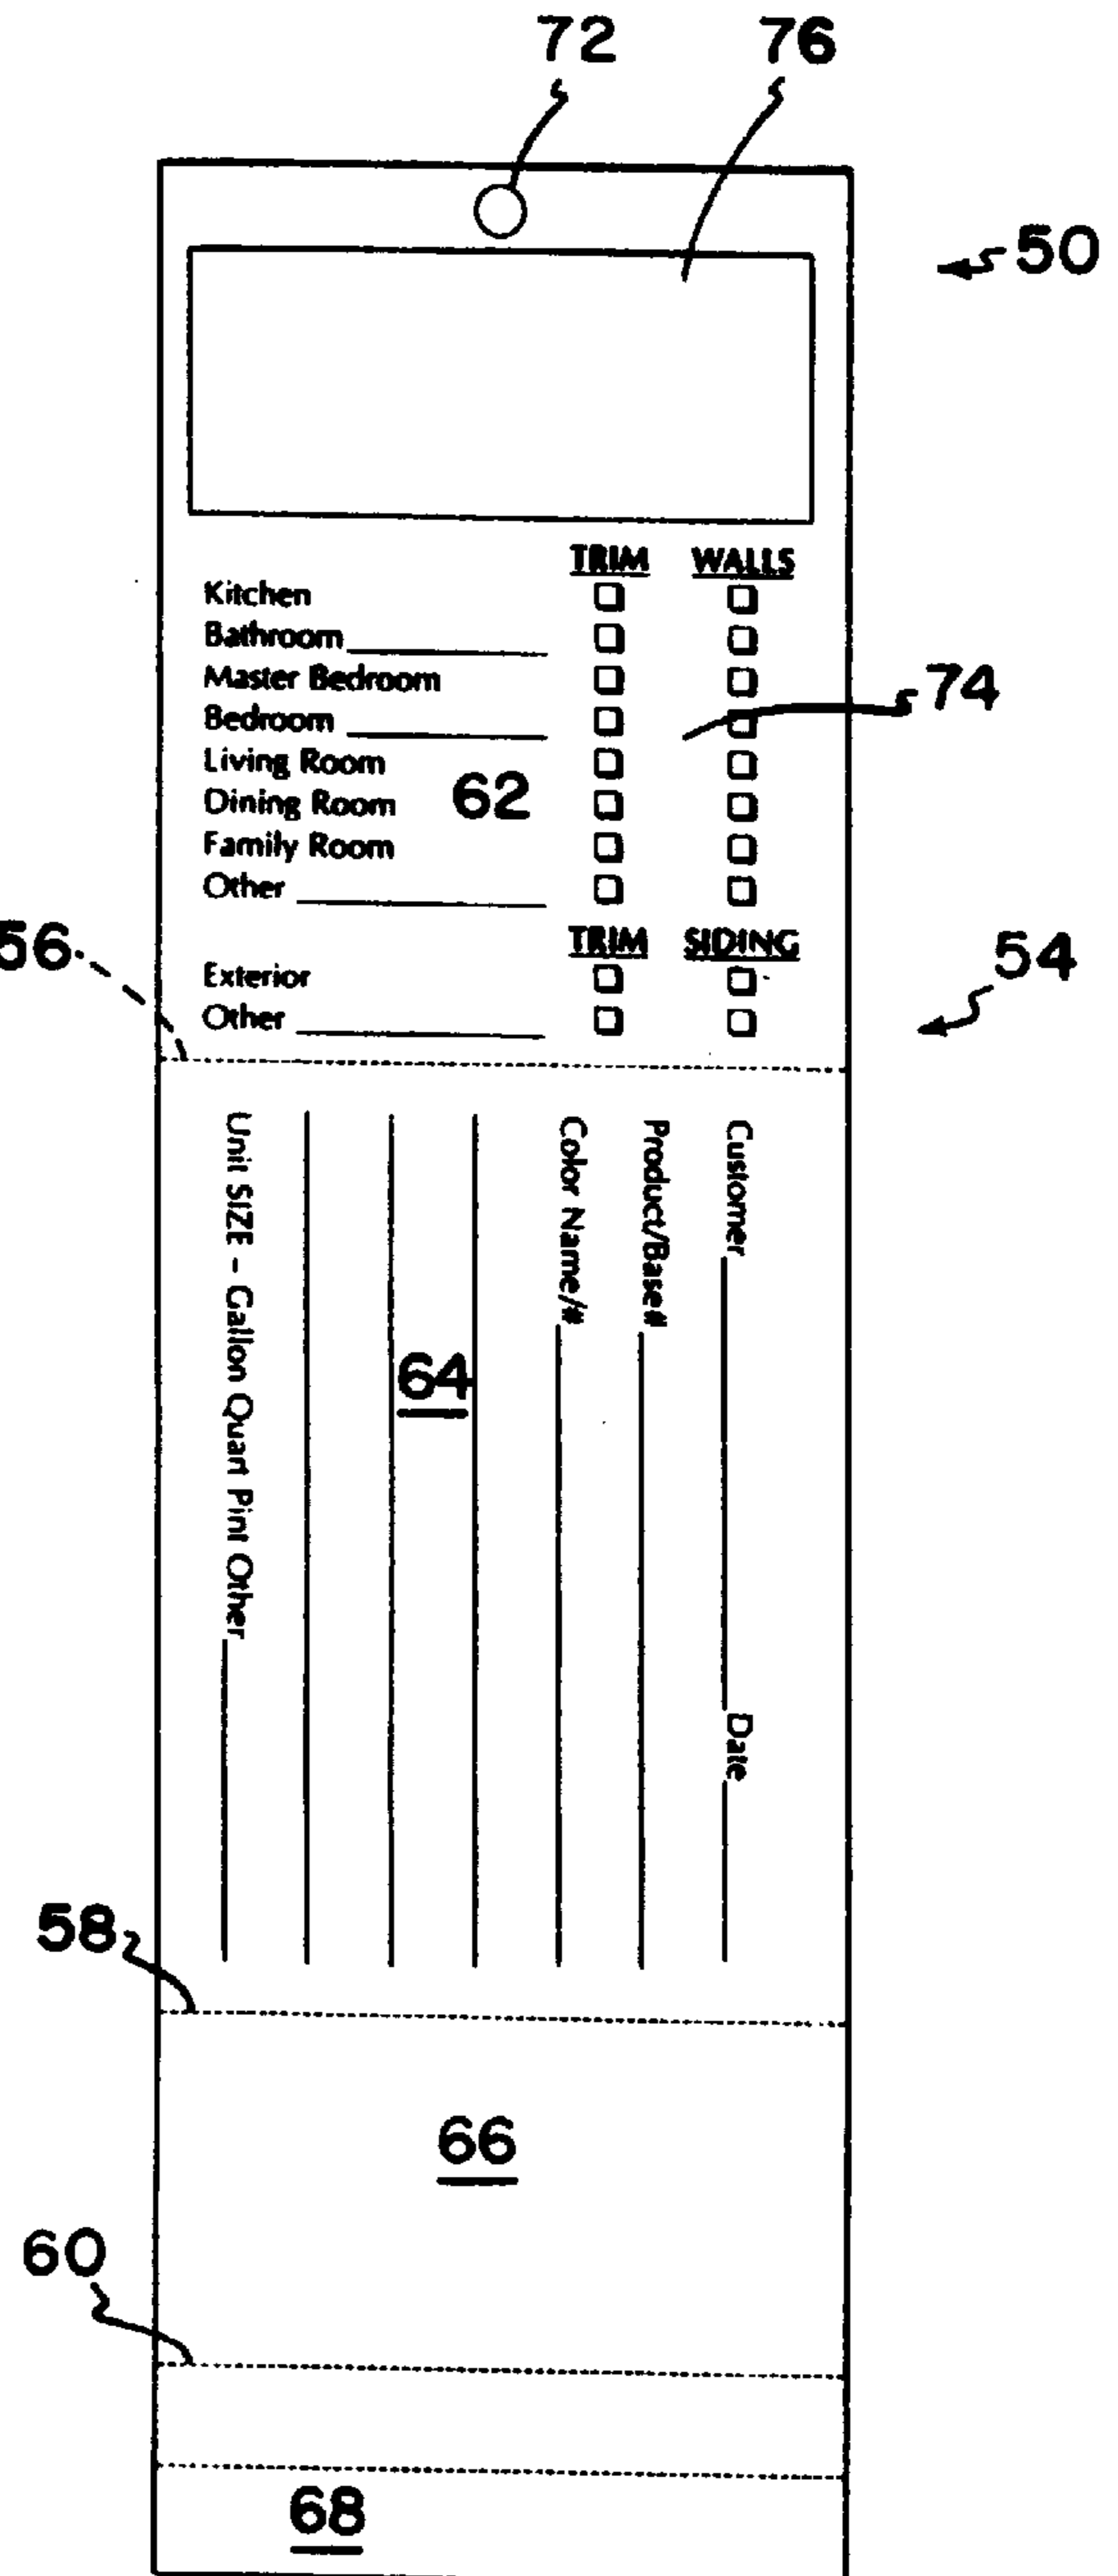 72 76
50
TRIM WALLS
Kitchen
Bathroom
Master Bedroom
74
Bedroom
Living Room
62
Dining Room
Family Room
Other
56
TRIM SIDING
54
Exterior
Other
Customer Date
Product/Base#
Color Name/#
64
Unit SIZE - Gallon Quart Pint Other
58
66
60
68